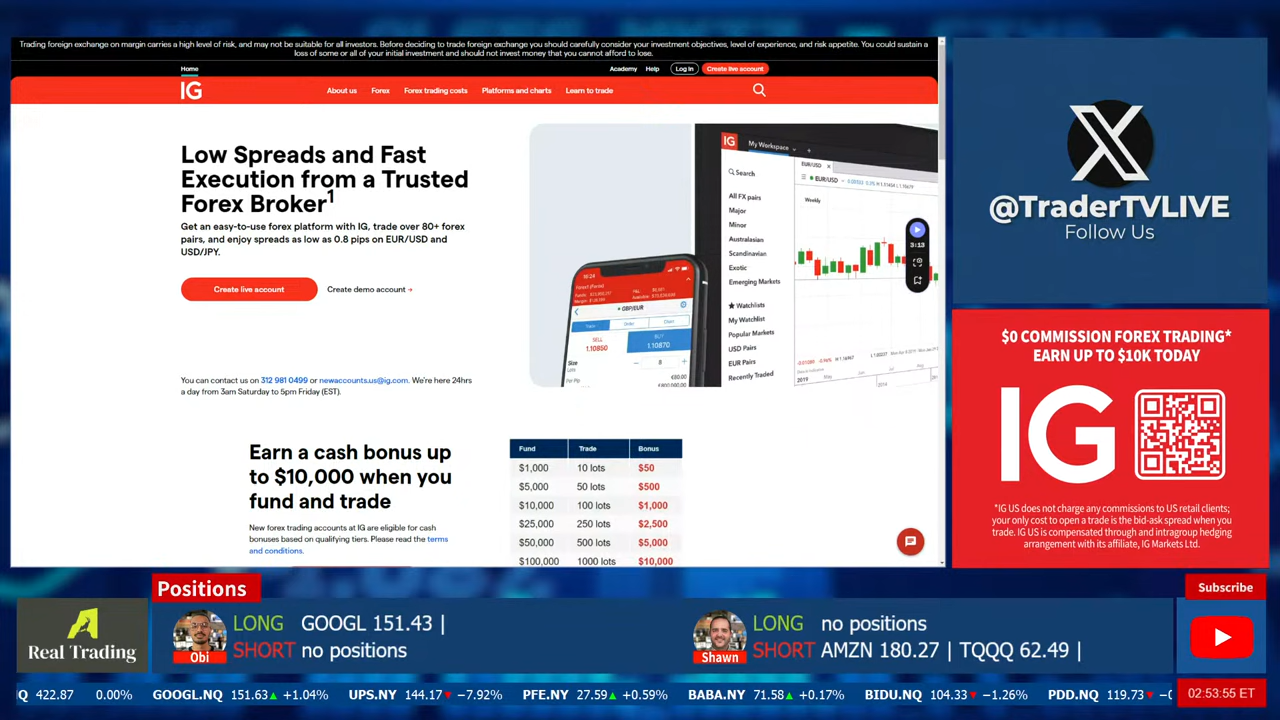 Trading foreign exchange on margin carries a high level of risk, and may not be suitable for all investors. Before deciding to trade foreign exchange you should carefully consider your investment objectives, level of experience, and risk appetite. You could sustain a
loss of some or all of your initial investment and should not invest money that you cannot afford to lose.
Home
Academy Help Log in Create live account
IG
About us Forex Forex trading costs Platforms and charts Learn to trade
Low Spreads and Fast
Execution from a Trusted
Forex Broker1
Get an easy-to-use forex platform with IG, trade over 80+ forex
pairs, and enjoy spreads as low as 0.8 pips on EUR/USD and
USD/JPY.
Create live account
Create demo account →
You can contact us on 312 981 0499 or newaccounts.us@ig.com. We're here 24hrs
a day from 3am Saturday to 5pm Friday (EST).
IG
My Workspace
EUR/USD
Search
EUR/USD
Weekly
All FX pairs
Major
Minor
Australasian
Scandinavian
Exotic
Emerging Markets
Watchlists
My Watchlist
Popular Markets
USD Pairs
EUR Pairs
Recently Traded
2019
GBP/EUR
SELL
1.10850
BUY
1.10870
Size
8
3:13
Earn a cash bonus up
to $10,000 when you
fund and trade
New forex trading accounts at IG are eligible for cash
bonuses based on qualifying tiers. Please read the terms
and conditions.
Fund Trade Bonus
$1,000 10 lots $50
$5,000 50 lots $500
$10,000 100 lots $1,000
$25,000 250 lots $2,500
$50,000 500 lots $5,000
$100,000 1000 lots $10,000
@TraderTVLIVE
Follow Us
$0 COMMISSION FOREX TRADING*
EARN UP TO $10K TODAY
IG
*IG US does not charge any commissions to US retail clients;
your only cost to open a trade is the bid-ask spread when you
trade. IG US is compensated through and intragroup hedging
arrangement with its affiliate, IG Markets Ltd.
Positions
Subscribe
Real Trading
Obi
LONG GOOGL 151.43 |
SHORT no positions
Shawn
LONG no positions
SHORT AMZN 180.27 | TQQQ 62.49 |
Q 422.87 0.00% GOOGL.NQ 151.63▲ +1.04% UPS.NY 144.17▼ −7.92% PFE.NY 27.59▲ +0.59% BABA.NY 71.58▲ +0.17% BIDU.NQ 104.33▼ −1.26% PDD.NQ 119.73▼
02:53:55 ET